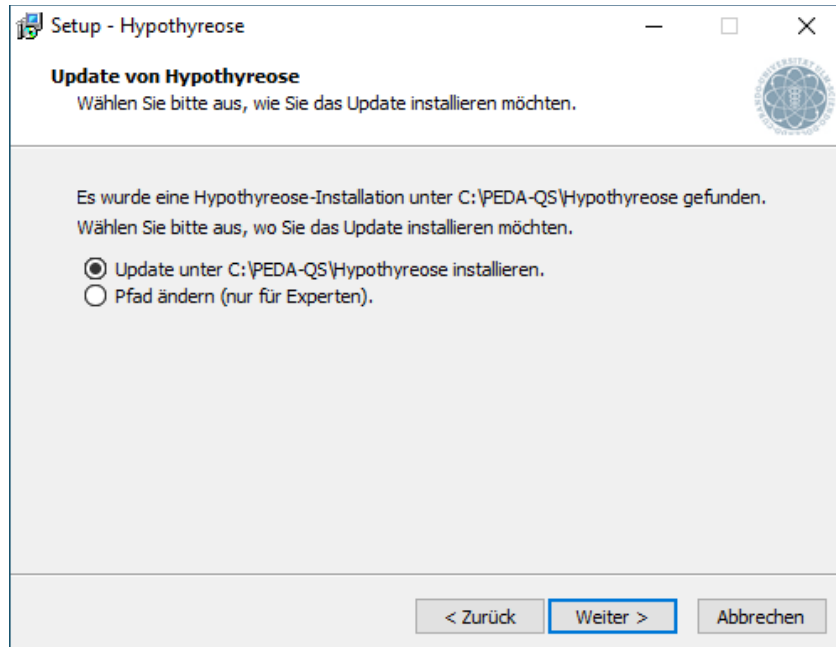 Setup - Hypothyreose
Update von Hypothyreose
Wählen Sie bitte aus, wie Sie das Update installieren möchten.
Es wurde eine Hypothyreose-Installation unter C:\PEDA-QS\Hypothyreose gefunden.
Wählen Sie bitte aus, wo Sie das Update installieren möchten.
Update unter C:\PEDA-QS\Hypothyreose installieren.
Pfad ändern (nur für Experten).
< Zurück
Weiter >
Abbrechen